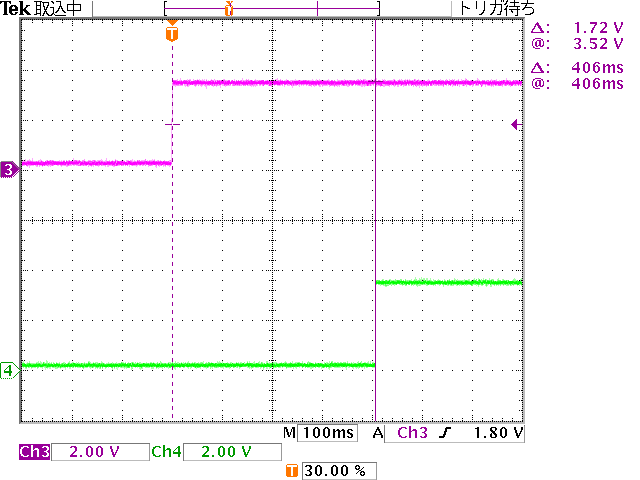 Tek 取込中 トリガ待ち
T
T
Δ: 1.72 V
@: 3.52 V
Δ: 406ms
@: 406ms
3
4
M 100ms A Ch3 1.80 V
Ch3 2.00 V Ch4 2.00 V
T 30.00 %